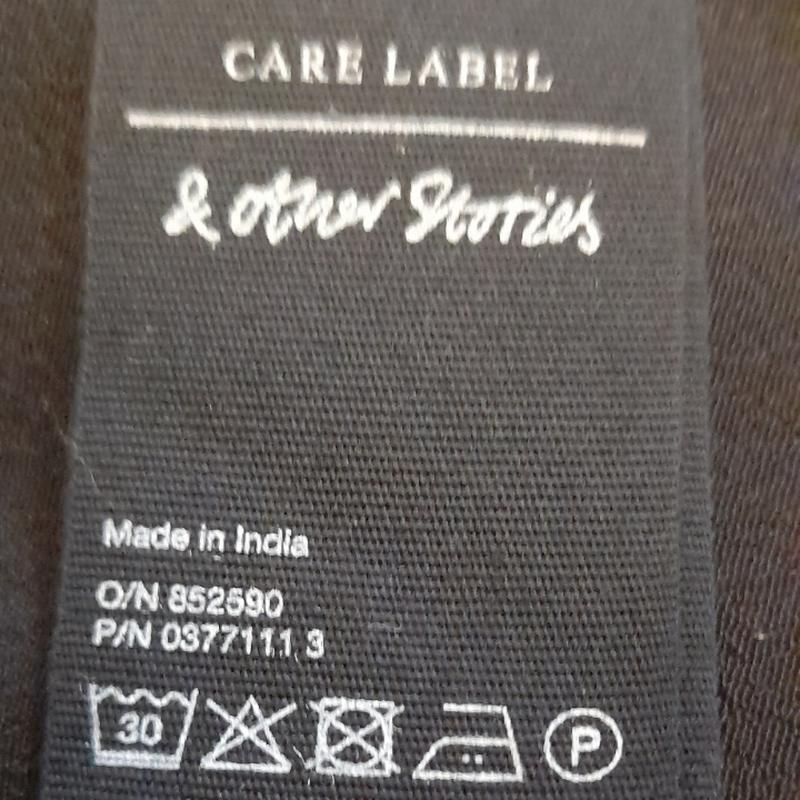 CARE LABEL
& other Stories
Made in India
O/N 852590
P/N 0377111 3
30
P